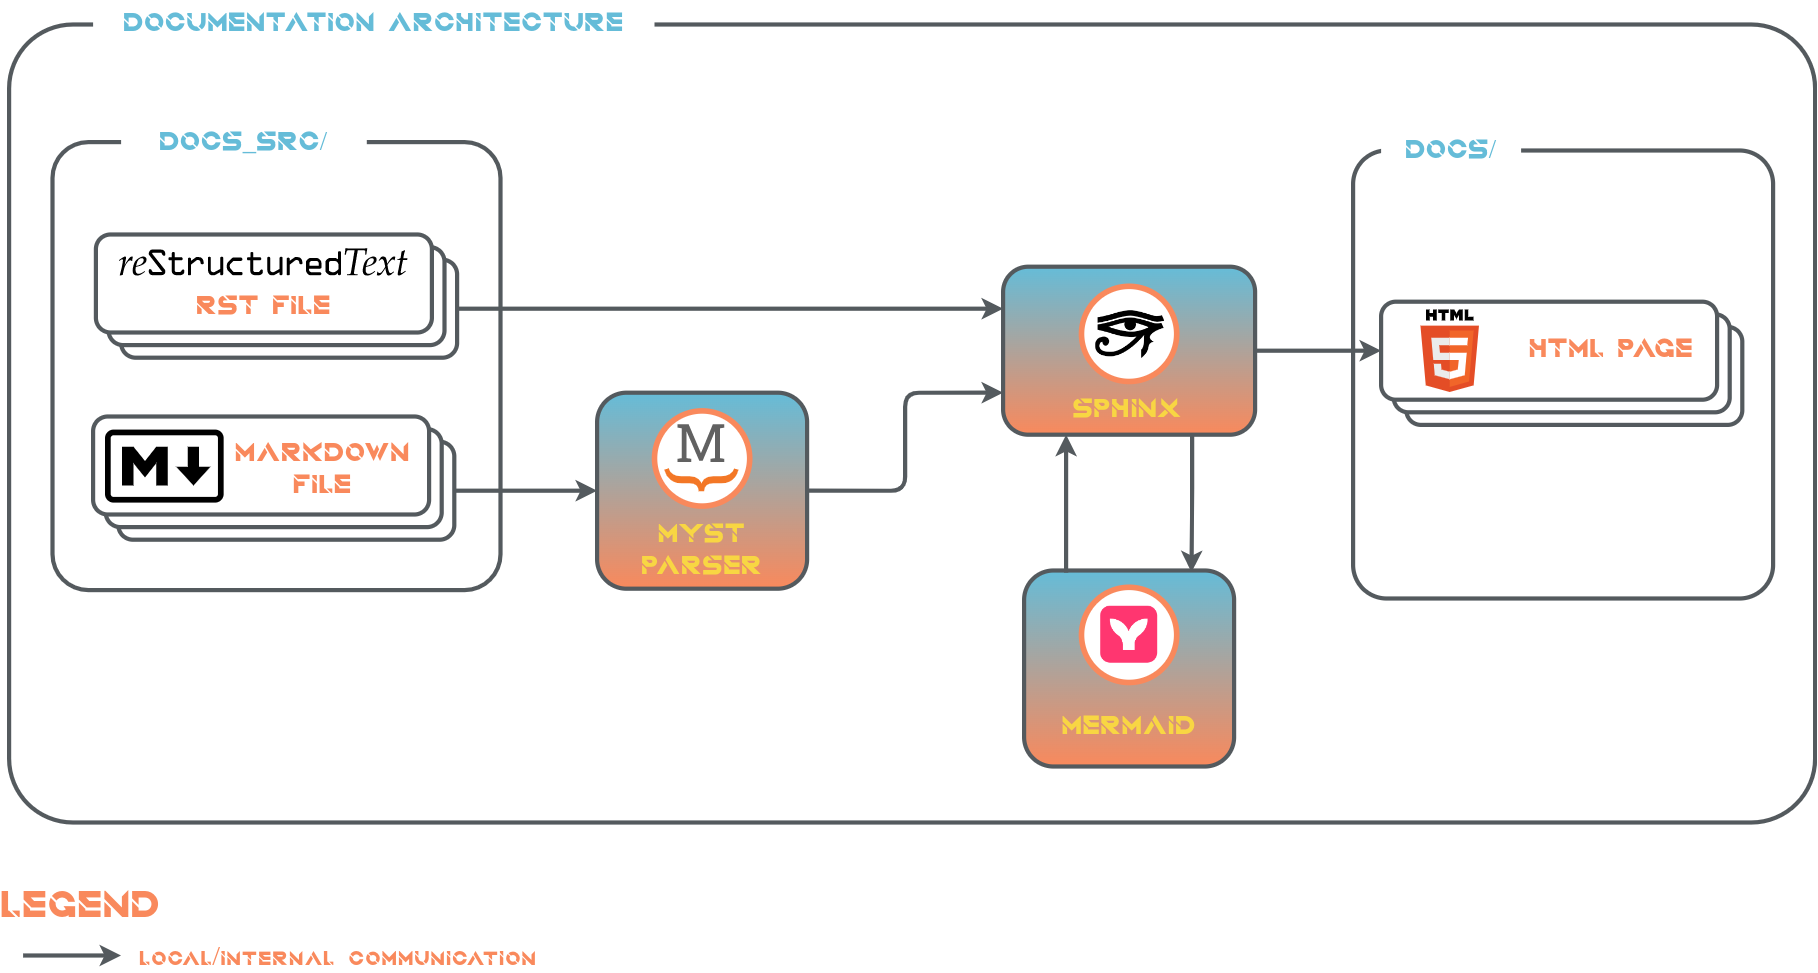 DOCUMENTATION ARCHITECTURE
DOCS_SRC/
DOCS/
reStructuredText
RST FILE
HTML
5
HTML PAGE
SPHINX
M
MARKDOWN
FILE
M
MYST
PARSER
MERMAID
LEGEND
LOCAL/INTERNAL COMMUNICATION